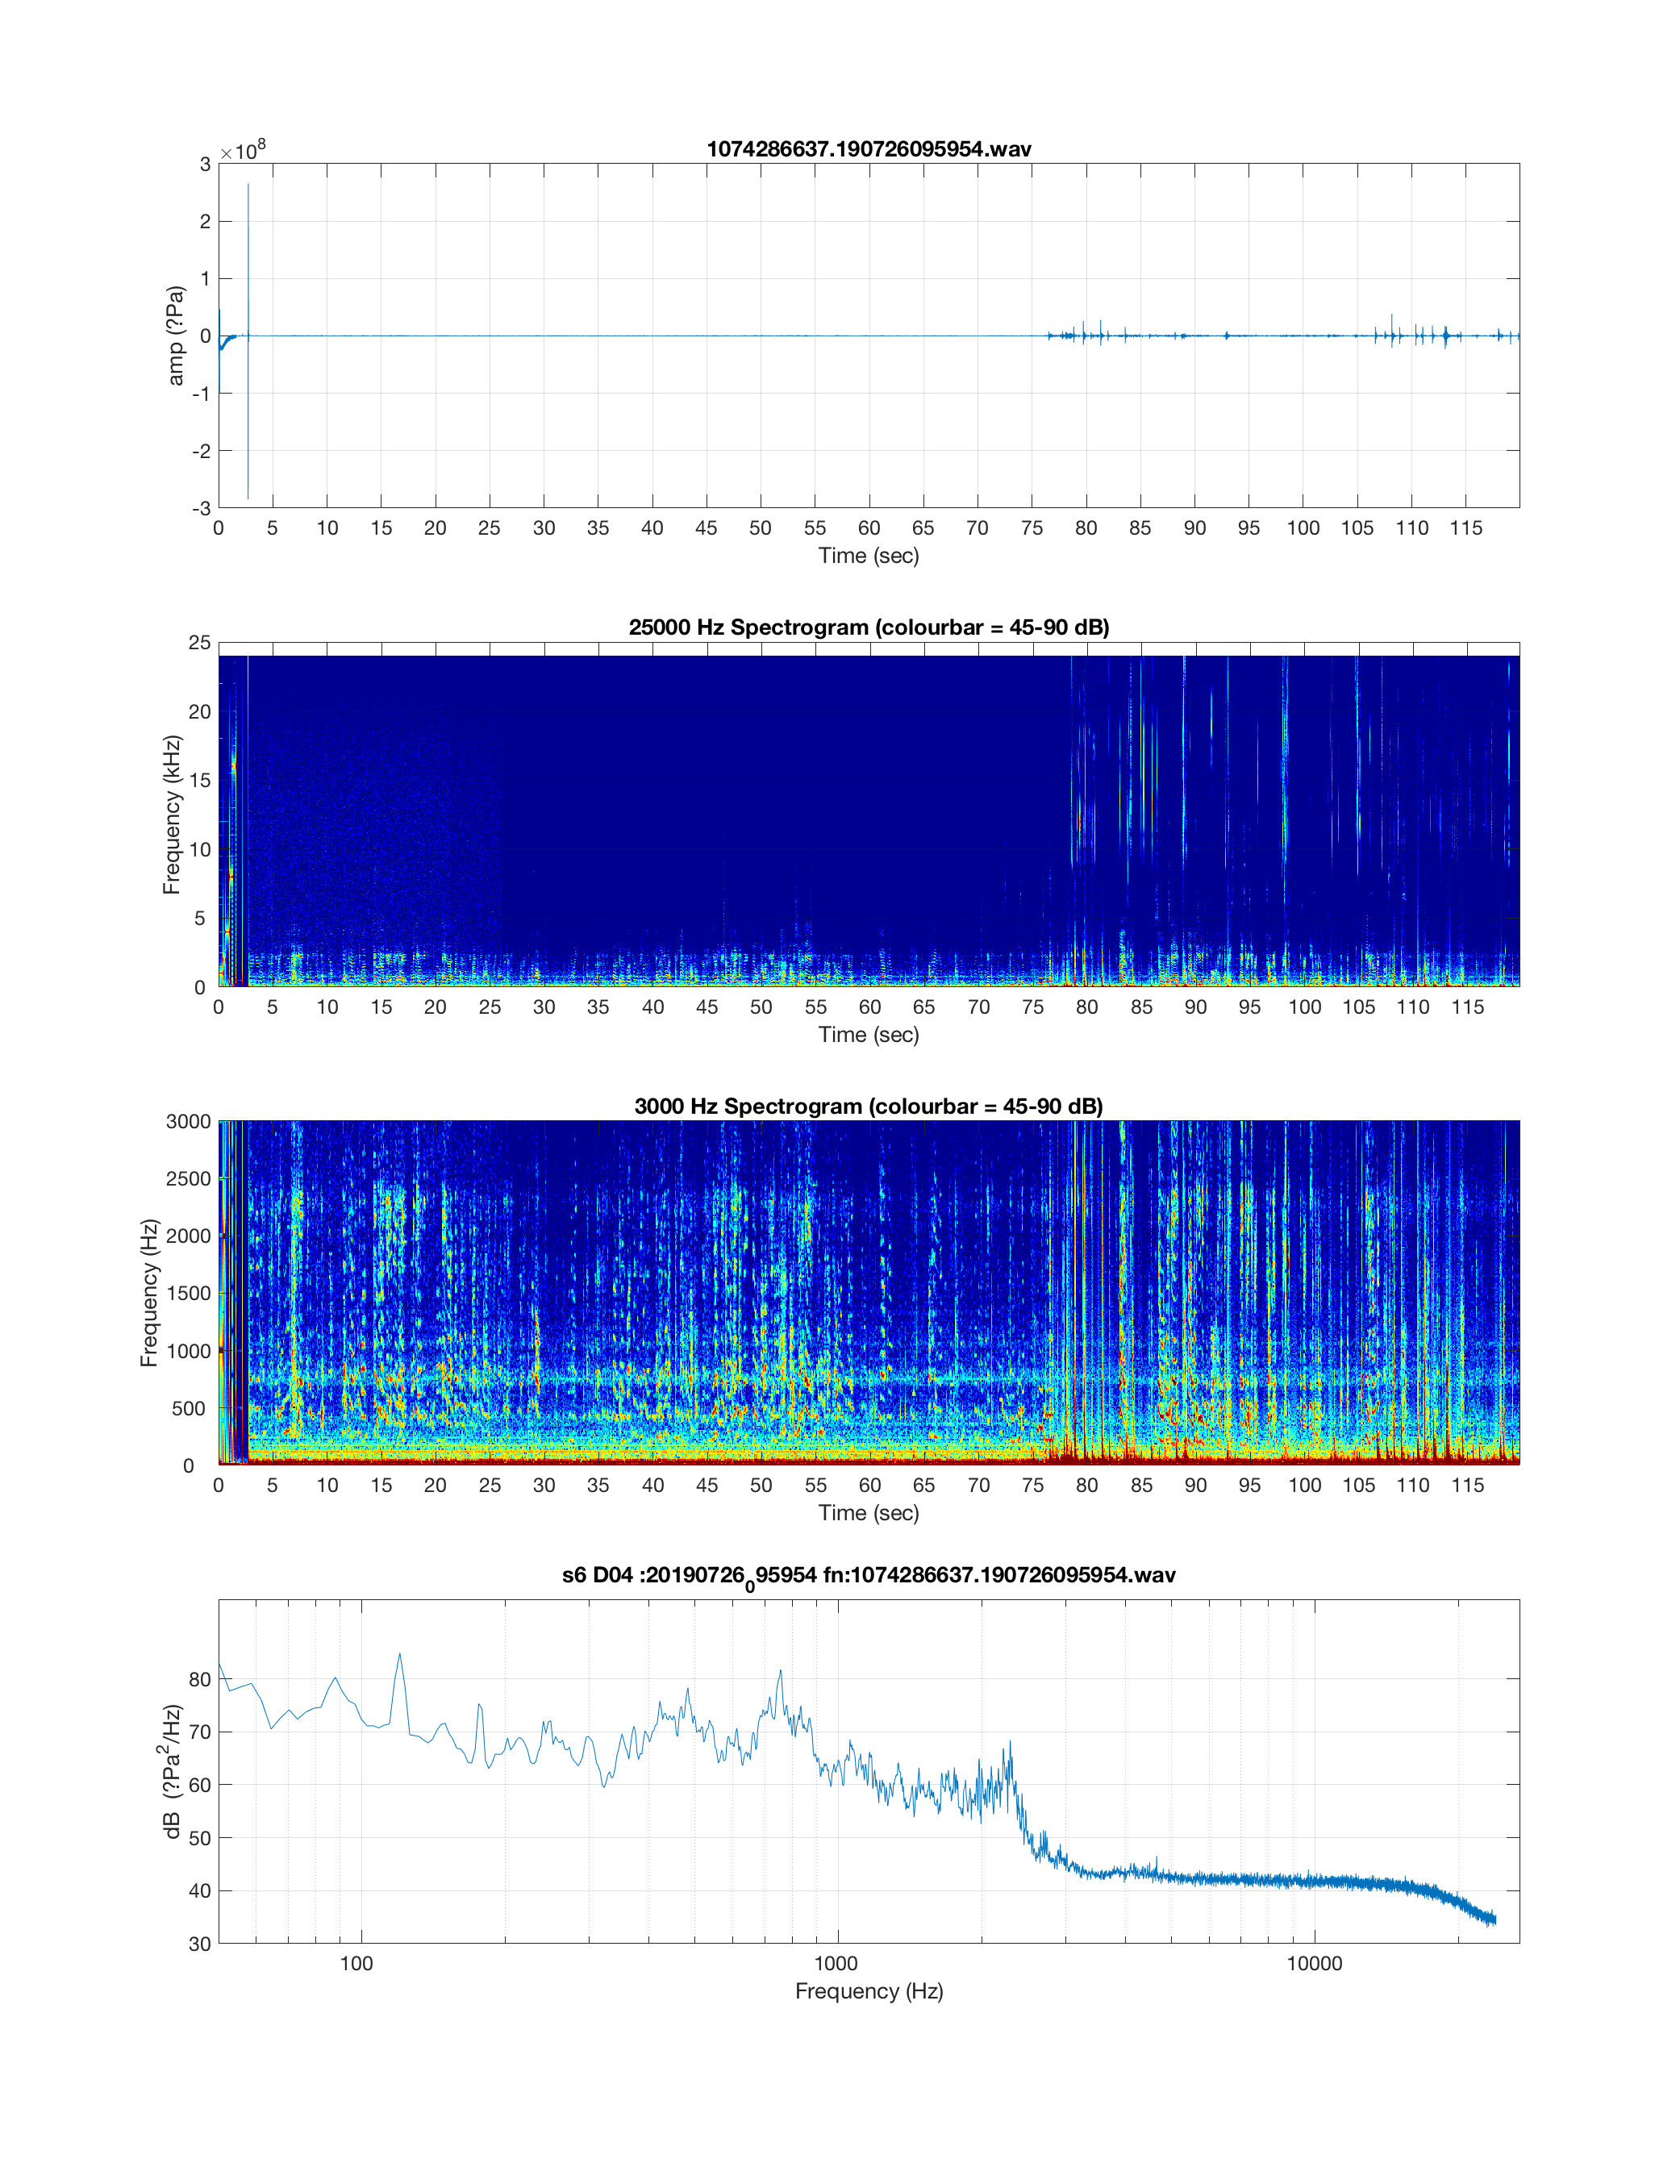 1074286637.190726095954.wav
×10⁸
3
2
1
0
-1
-2
-3
amp (?Pa)
0 5 10 15 20 25 30 35 40 45 50 55 60 65 70 75 80 85 90 95 100 105 110 115
Time (sec)
25000 Hz Spectrogram (colourbar = 45-90 dB)
25
20
15
10
5
0
Frequency (kHz)
0 5 10 15 20 25 30 35 40 45 50 55 60 65 70 75 80 85 90 95 100 105 110 115
Time (sec)
3000 Hz Spectrogram (colourbar = 45-90 dB)
3000
2500
2000
1500
1000
500
0
Frequency (Hz)
0 5 10 15 20 25 30 35 40 45 50 55 60 65 70 75 80 85 90 95 100 105 110 115
Time (sec)
s6 D04 :20190726₀95954 fn:1074286637.190726095954.wav
80
70
60
50
40
30
dB (?Pa²/Hz)
100 1000 10000
Frequency (Hz)